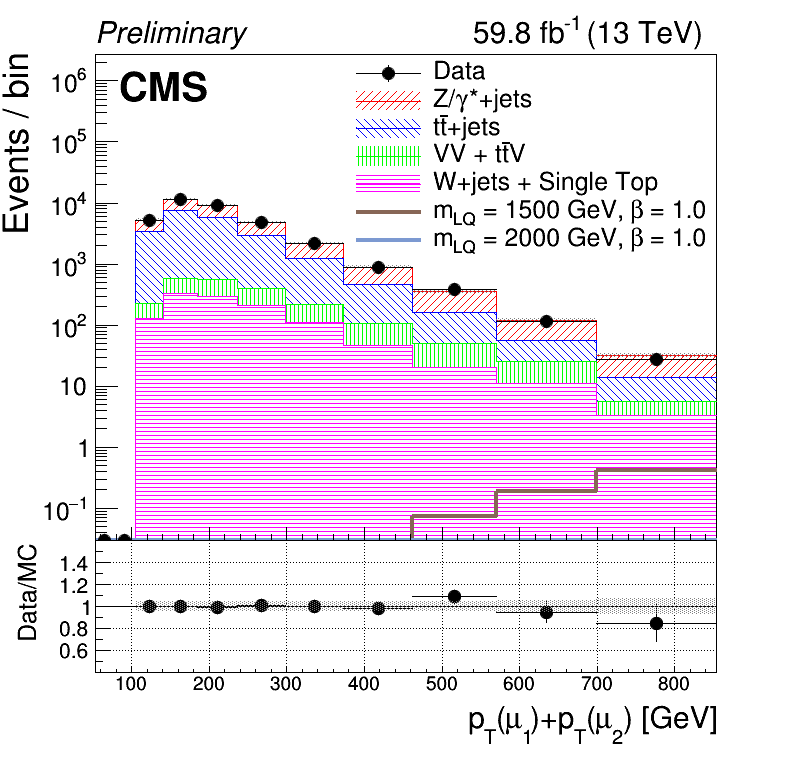 Preliminary 59.8 fb⁻¹ (13 TeV)
CMS
Data
Z/γ*+jets
tt̄+jets
VV + tt̄V
W+jets + Single Top
m_LQ = 1500 GeV, β = 1.0
m_LQ = 2000 GeV, β = 1.0
Events / bin
10⁶
10⁵
10⁴
10³
10²
10
1
10⁻¹
Data/MC
1.4
1.2
1
0.8
0.6
100 200 300 400 500 600 700 800
p_T(μ₁)+p_T(μ₂) [GeV]